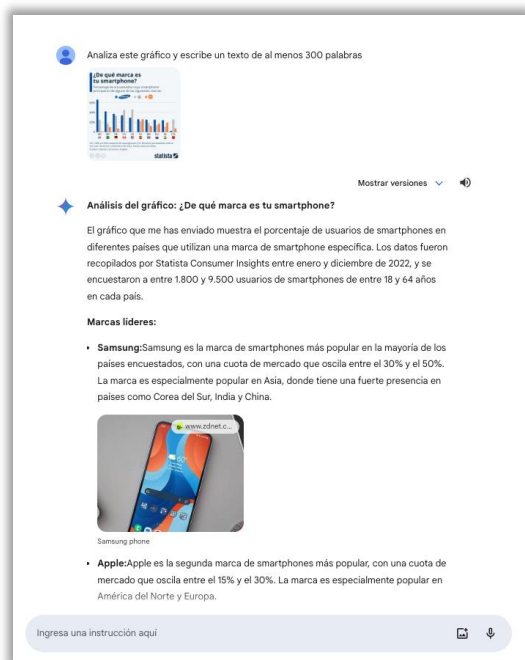 Analiza este gráfico y escribe un texto de al menos 300 palabras
¿De qué marca es
tu smartphone?
statista
Mostrar versiones
Análisis del gráfico: ¿De qué marca es tu smartphone?
El gráfico que me has enviado muestra el porcentaje de usuarios de smartphones en
diferentes países que utilizan una marca de smartphone específica. Los datos fueron
recopilados por Statista Consumer Insights entre enero y diciembre de 2022, y se
encuestaron a entre 1.800 y 9.500 usuarios de smartphones de entre 18 y 64 años
en cada país.
Marcas líderes:
• Samsung:Samsung es la marca de smartphones más popular en la mayoría de los
países encuestados, con una cuota de mercado que oscila entre el 30% y el 50%.
La marca es especialmente popular en Asia, donde tiene una fuerte presencia en
países como Corea del Sur, India y China.
www.zdnet.c...
Samsung phone
• Apple:Apple es la segunda marca de smartphones más popular, con una cuota de
mercado que oscila entre el 15% y el 30%. La marca es especialmente popular en
América del Norte y Europa.
Ingresa una instrucción aquí